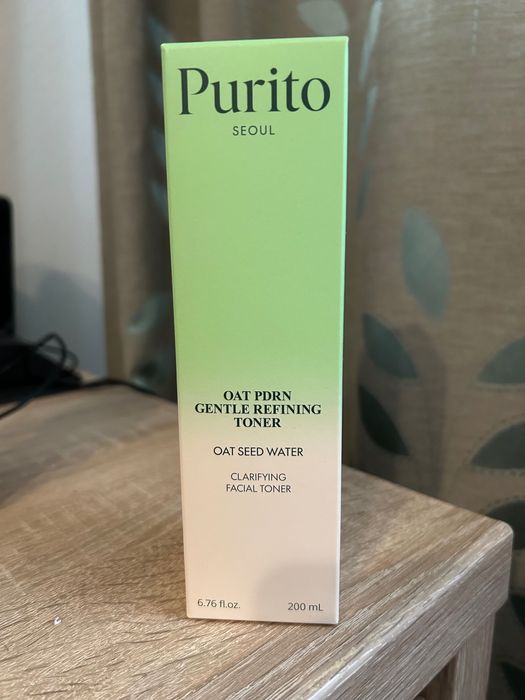 Purito
SEOUL
OAT PDRN
GENTLE REFINING
TONER
OAT SEED WATER
CLARIFYING
FACIAL TONER
6.76 fl.oz. 200 mL